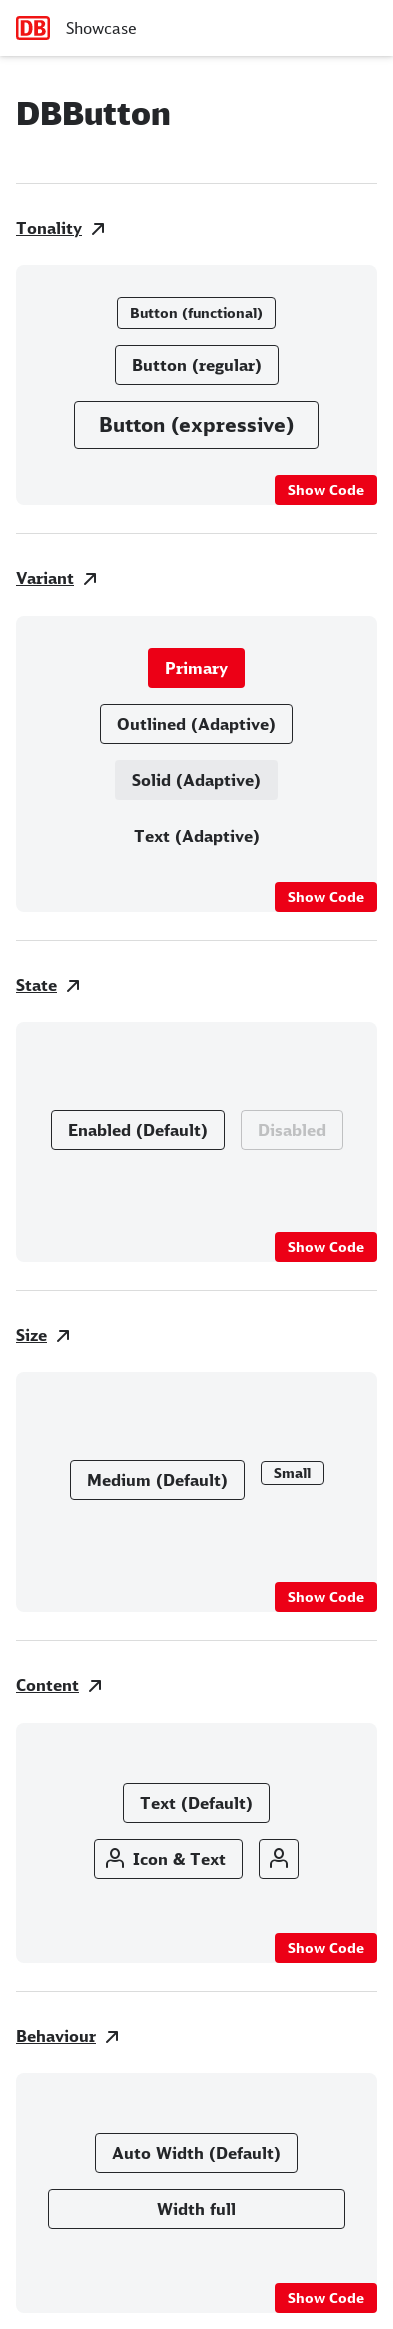 DB Showcase
DBButton
Tonality
Button (functional)
Button (regular)
Button (expressive)
Show Code
Variant
Primary
Outlined (Adaptive)
Solid (Adaptive)
Text (Adaptive)
Show Code
State
Enabled (Default) Disabled
Show Code
Size
Medium (Default) Small
Show Code
Content
Text (Default)
Icon & Text
Show Code
Behaviour
Auto Width (Default)
Width full
Show Code